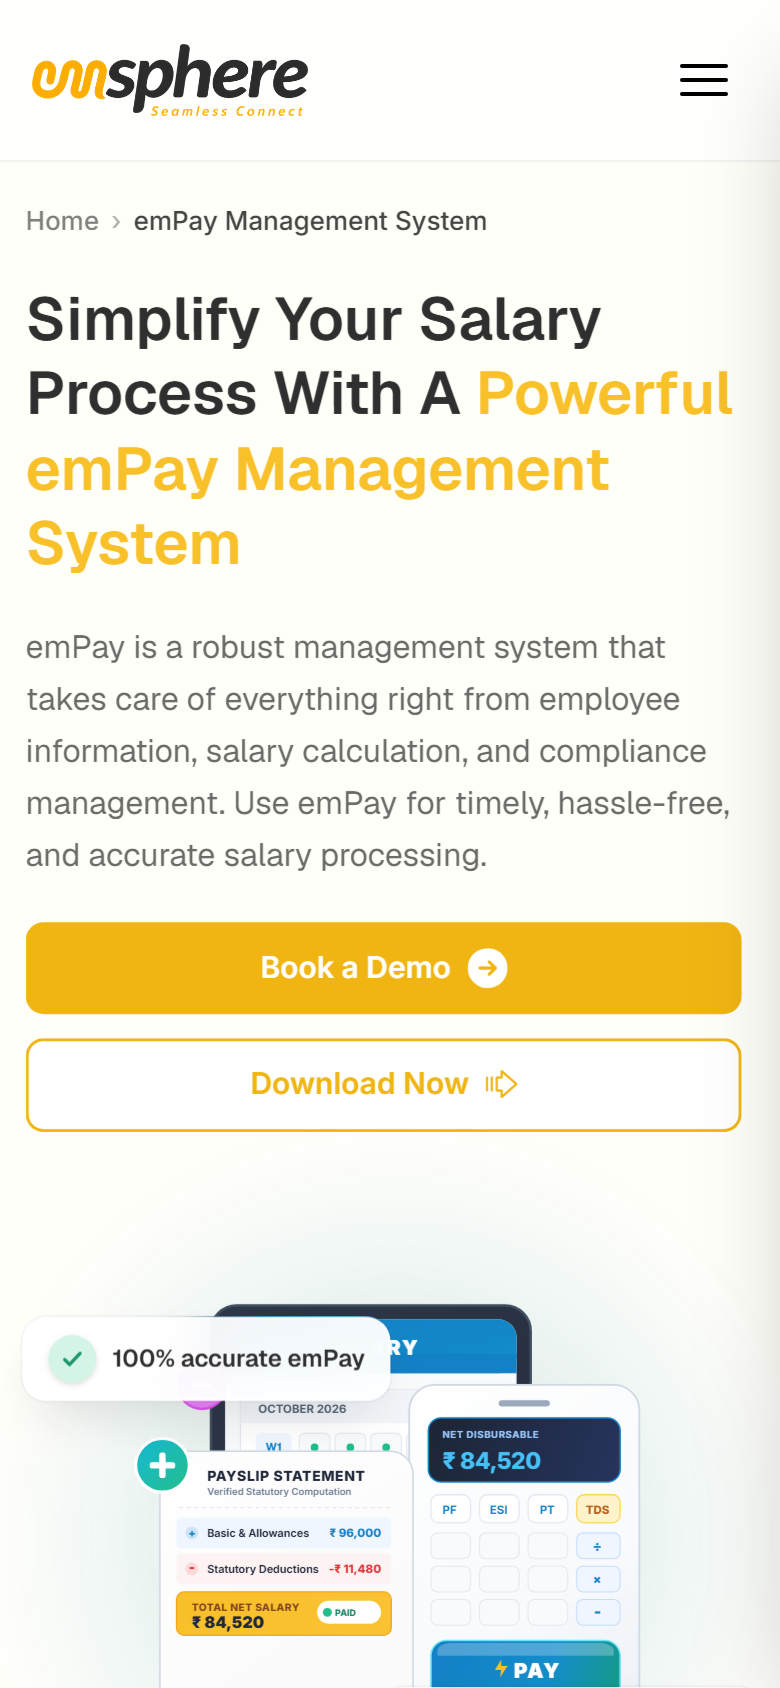 emsphere
Seamless Connect
Home › emPay Management System
Simplify Your Salary
Process With A Powerful
emPay Management
System
emPay is a robust management system that
takes care of everything right from employee
information, salary calculation, and compliance
management. Use emPay for timely, hassle-free,
and accurate salary processing.
Book a Demo
Download Now
100% accurate emPay
RY
OCTOBER 2026
W1
PAYSLIP STATEMENT
Verified Statutory Computation
+ Basic & Allowances ₹ 96,000
- Statutory Deductions -₹ 11,480
TOTAL NET SALARY
₹ 84,520
PAID
NET DISBURSABLE
₹ 84,520
PF ESI PT TDS
÷
×
-
PAY